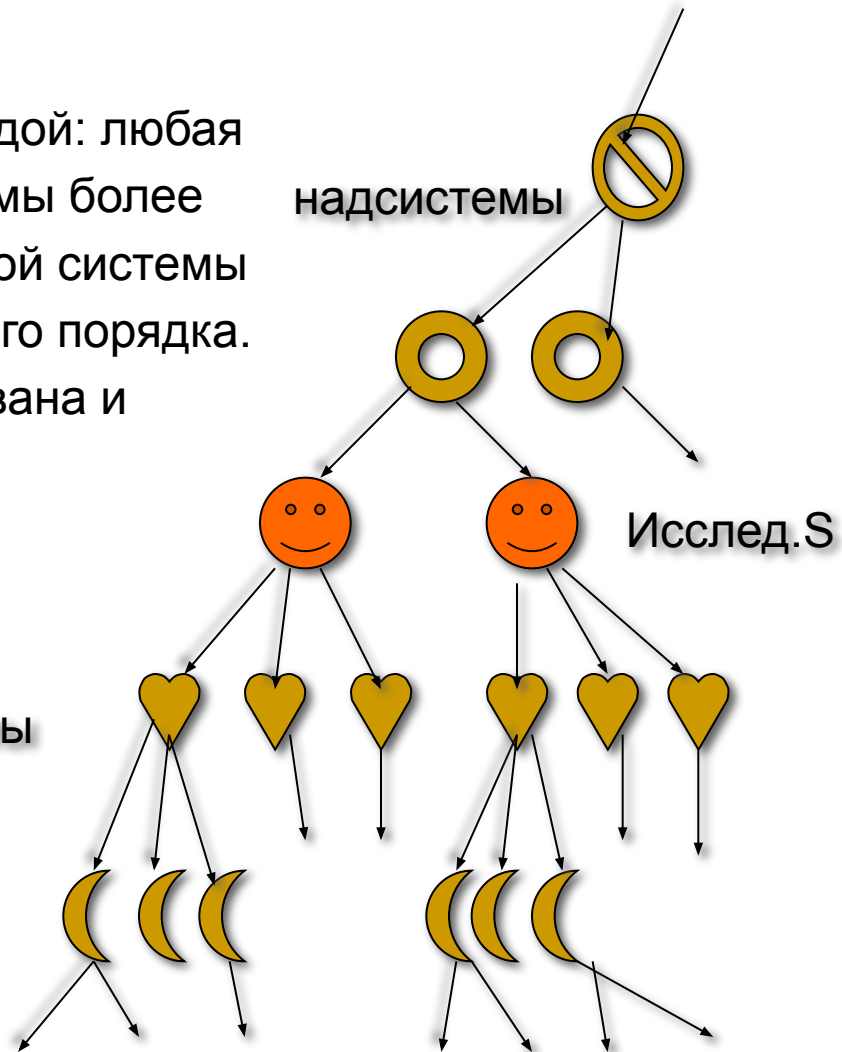 дой: любая
мы более
ой системы
го порядка.
вана и
надсистемы
Исслед.S
ы